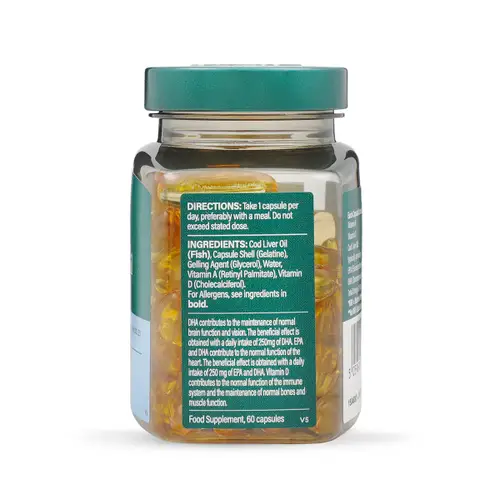 DIRECTIONS: Take 1 capsule per
day, preferably with a meal. Do not
exceed stated dose.
INGREDIENTS: Cod Liver Oil
(Fish), Capsule Shell (Gelatine),
Gelling Agent (Glycerol), Water,
Vitamin A (Retinyl Palmitate), Vitamin
D (Cholecalciferol).
For Allergens, see ingredients in
bold.
DHA contributes to the maintenance of normal
brain function and vision. The beneficial effect is
obtained with a daily intake of 250mg of DHA. EPA
and DHA contribute to the normal function of the
heart. The beneficial effect is obtained with a daily
intake of 250 mg of EPA and DHA. Vitamin D
contributes to the normal function of the immune
system and the maintenance of normal bones and
muscle function.
Food Supplement, 60 capsules V5